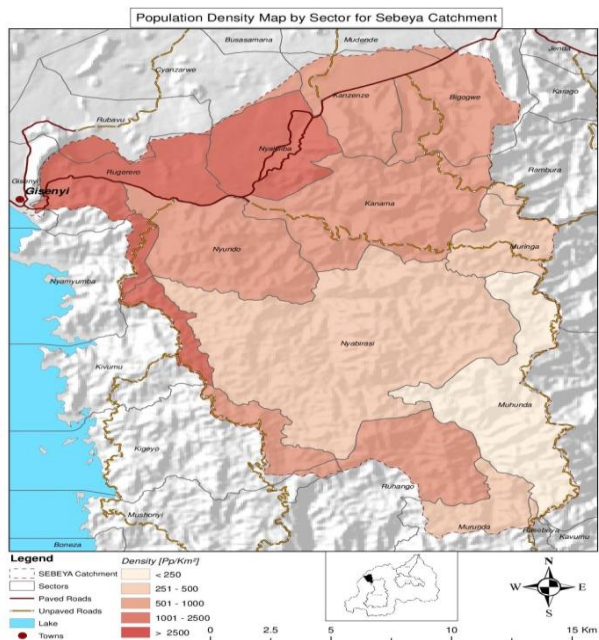 Population Density Map by Sector for Sebeya Catchment
Busasamana
Mudende
Jenda
Cyanzarwe
Kanzenze
Bigogwe
Karago
Rubavu
Rugerero
Rambura
Gisenyi
Gisenyi
Kanama
Nyundo
Muringa
Nyamyumba
Nyabirasi
Kivumu
Muhunda
Kigeyo
Ruhango
Mushonyi
Murunda
Boneza
Kavumu
Legend
SEBEYA Catchment
Sectors
Paved Roads
Unpaved Roads
Lake
Towns
Density [Pp/Km²]
< 250
251 - 500
501 - 1000
1001 - 2500
> 2500
N
W
E
S
0 2.5 5 10 15 Km